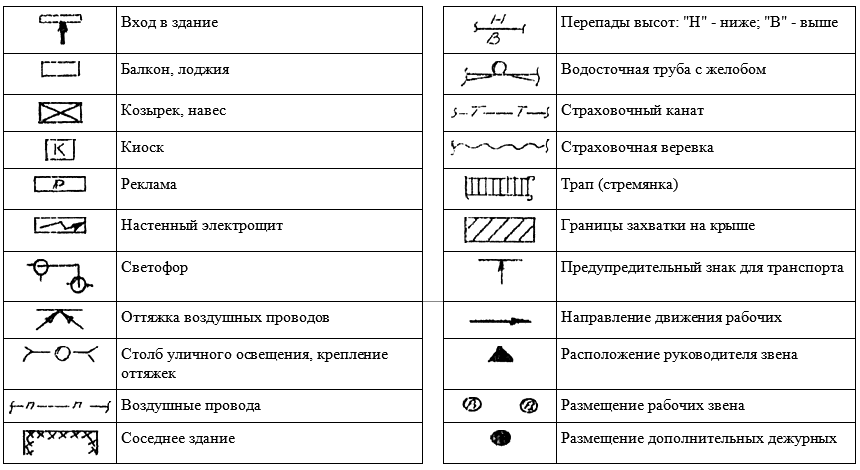 Вход в здание
Балкон, лоджия
Козырек, навес
К
Киоск
Р
Реклама
Настенный электрощит
Светофор
Оттяжка воздушных проводов
Столб уличного освещения, крепление
оттяжек
п п
Воздушные провода
Соседнее здание
Н
В
Перепады высот: "Н" - ниже; "В" - выше
Водосточная труба с желобом
Т Т
Страховочный канат
Страховочная веревка
Трап (стремянка)
Границы захватки на крыше
Предупредительный знак для транспорта
Направление движения рабочих
Расположение руководителя звена
Размещение рабочих звена
Размещение дополнительных дежурных